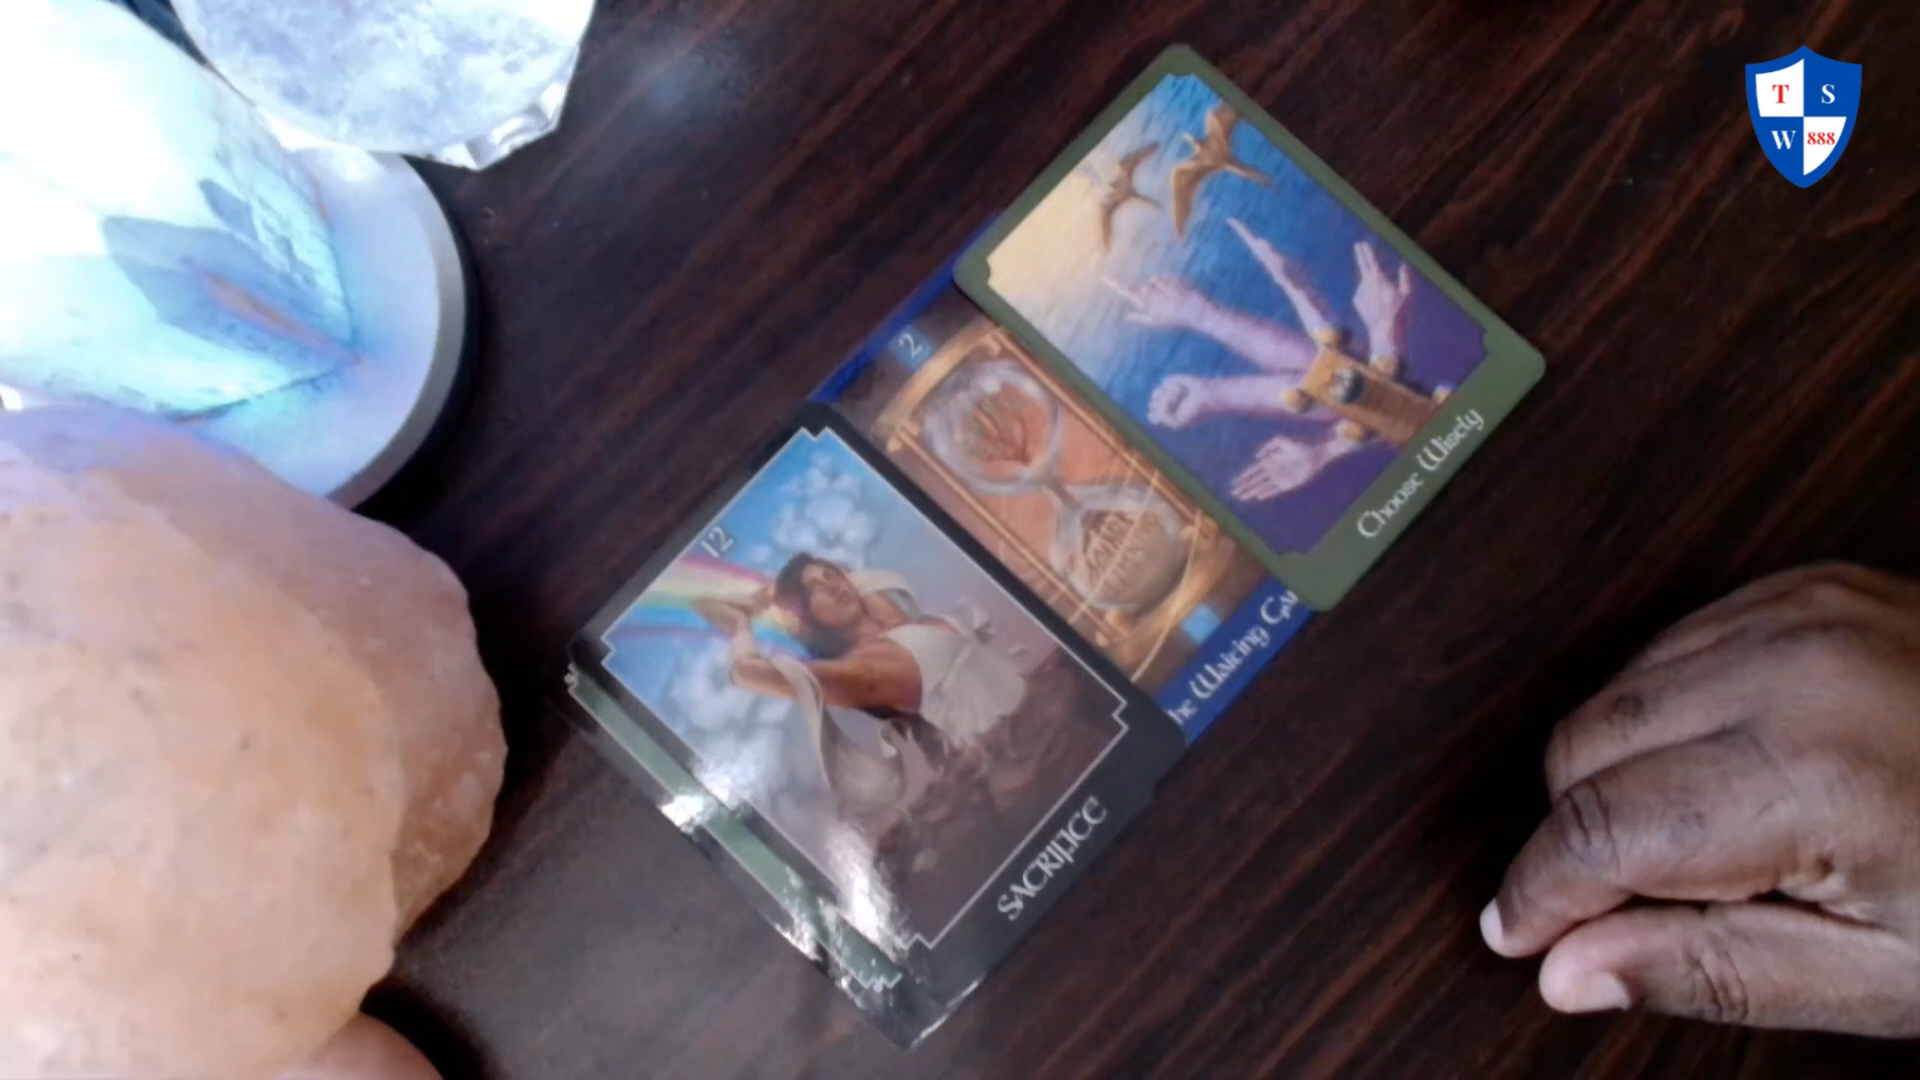 T S
W 888
Choose Wisely
2
he Waiting Ga
12
SACRIFICE